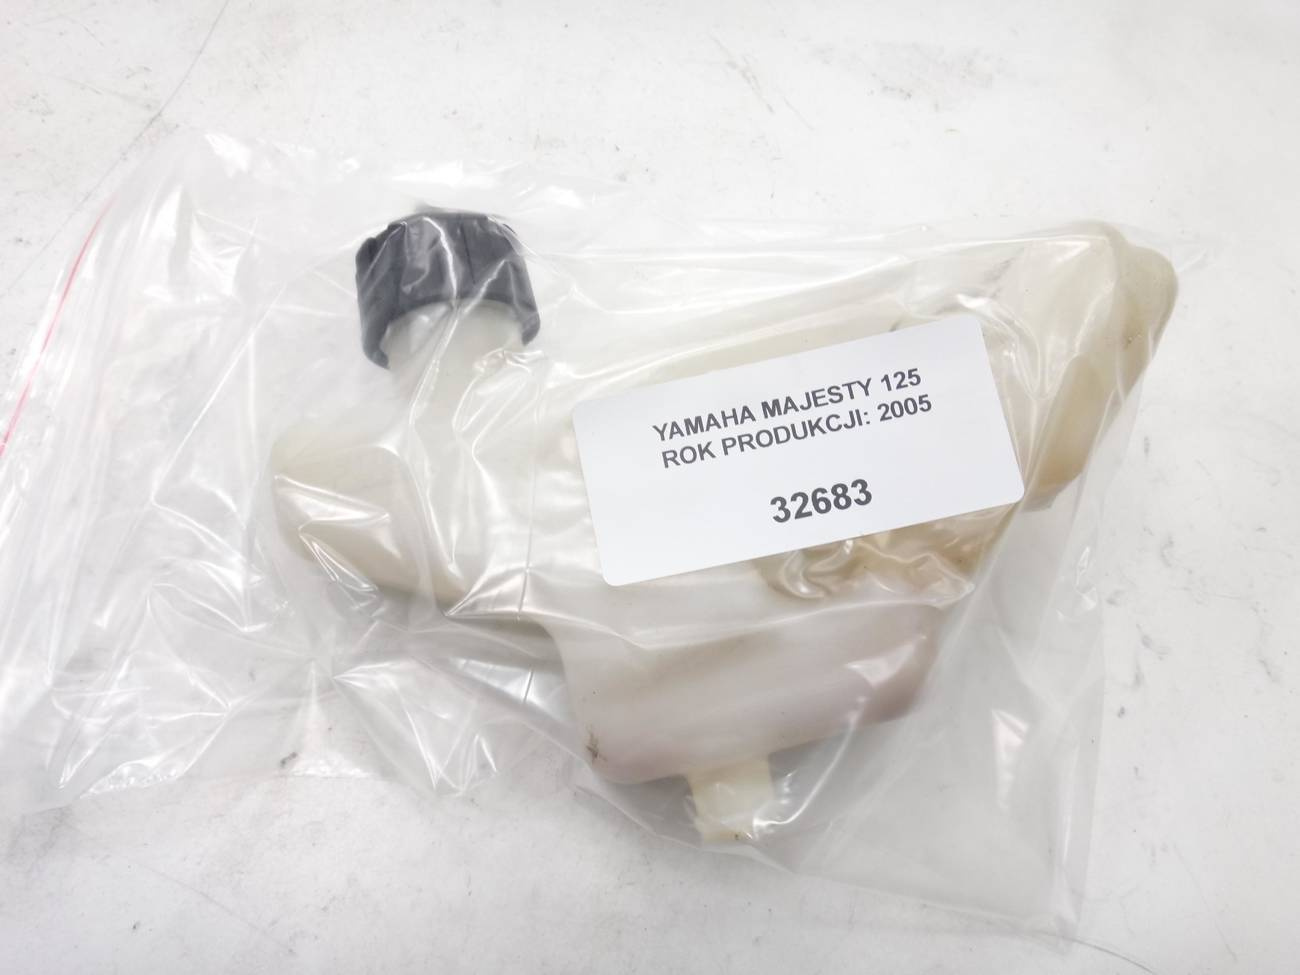 YAMAHA MAJESTY 125
ROK PRODUKCJI: 2005
32683